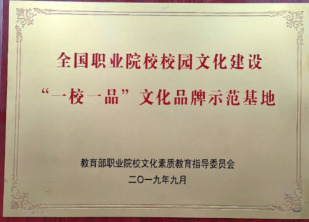 全国职业院校校园文化建设
“一校一品”文化品牌示范基地
教育部职业院校文化素质教育指导委员会
二〇一九年九月